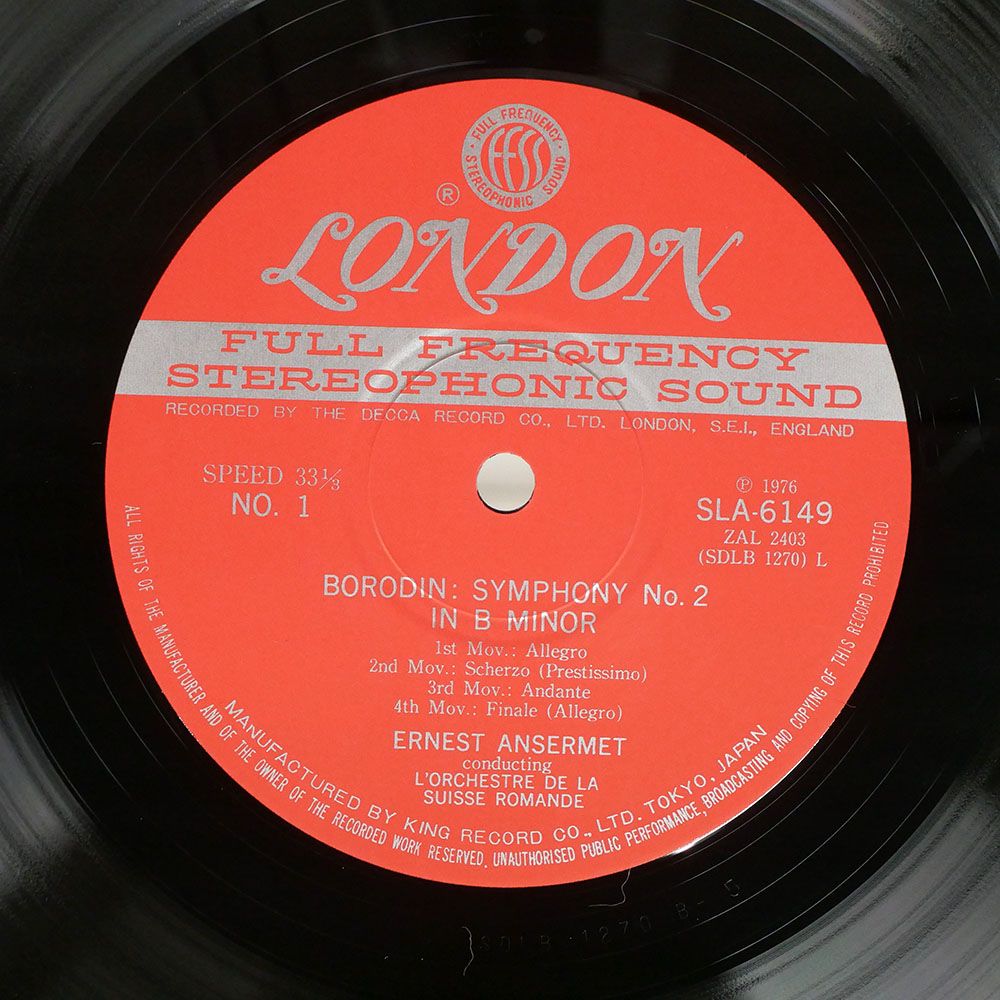 · FULL FREQUENCY ·
STEREOPHONIC SOUND
FFSS
®
LONDON
FULL FREQUENCY
STEREOPHONIC SOUND
RECORDED BY THE DECCA RECORD CO., LTD. LONDON, S.E.I., ENGLAND
SPEED 33⅓
NO. 1
℗ 1976
SLA-6149
ZAL 2403
(SDLB 1270) L
BORODIN: SYMPHONY No. 2
IN B MINOR
1st Mov.: Allegro
2nd Mov.: Scherzo (Prestissimo)
3rd Mov.: Andante
4th Mov.: Finale (Allegro)
ERNEST ANSERMET
conducting
L'ORCHESTRE DE LA
SUISSE ROMANDE
MANUFACTURED BY KING RECORD CO., LTD. TOKYO, JAPAN
ALL RIGHTS OF THE MANUFACTURER AND OF THE OWNER OF THE RECORDED WORK RESERVED. UNAUTHORISED PUBLIC PERFORMANCE, BROADCASTING AND COPYING OF THIS RECORD PROHIBITED
SDLB·1270 B-5